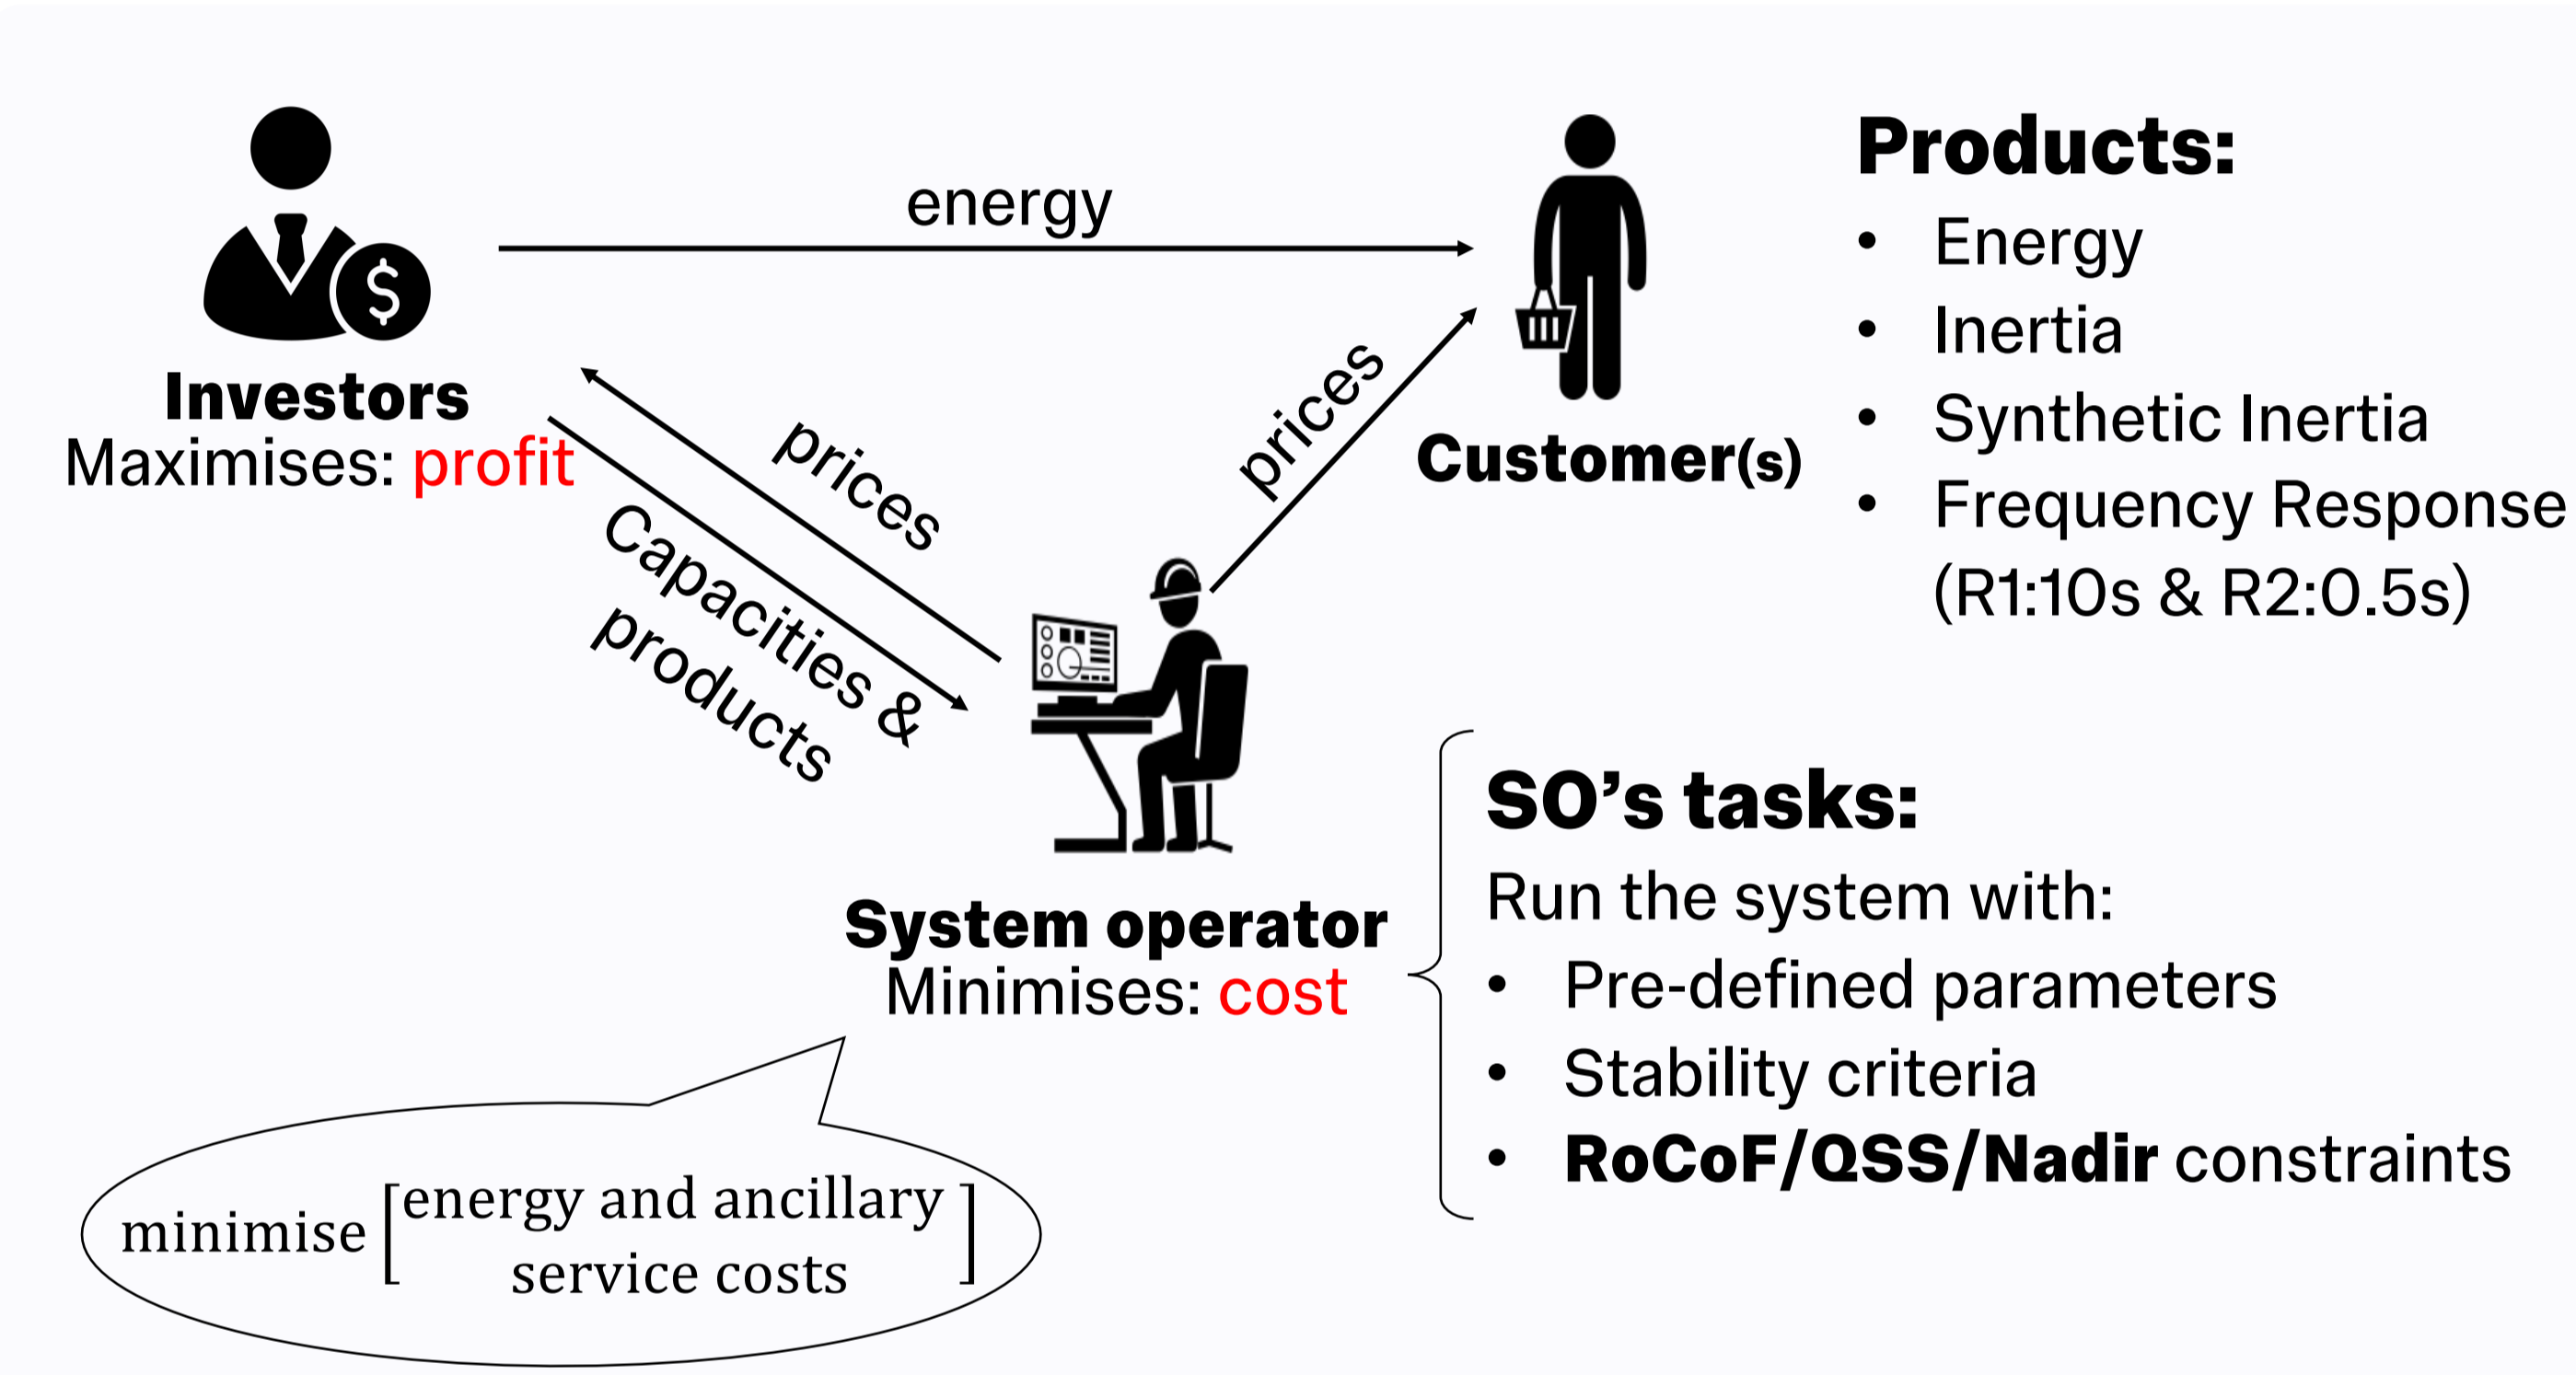 energy
Investors
Maximises: profit
prices
Capacities &
products
prices
Customer(s)
Products:
• Energy
• Inertia
• Synthetic Inertia
• Frequency Response
(R1:10s & R2:0.5s)
System operator
Minimises: cost
minimise [energy and ancillary
service costs]
SO’s tasks:
Run the system with:
• Pre-defined parameters
• Stability criteria
• RoCoF/QSS/Nadir constraints
$